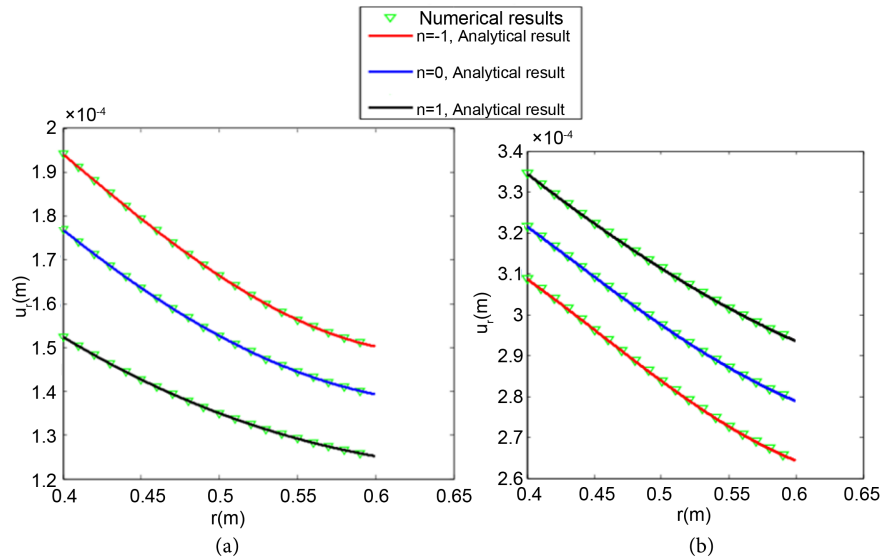 Numerical results
n=-1, Analytical result
n=0, Analytical result
n=1, Analytical result
(a)
×10-4
2
1.9
1.8
1.7
1.6
1.5
1.4
1.3
1.2
ur(m)
0.4 0.45 0.5 0.55 0.6 0.65
r(m)
(b)
×10-4
3.4
3.3
3.2
3.1
3
2.9
2.8
2.7
2.6
ur(m)
0.4 0.45 0.5 0.55 0.6 0.65
r(m)
(a)
(b)